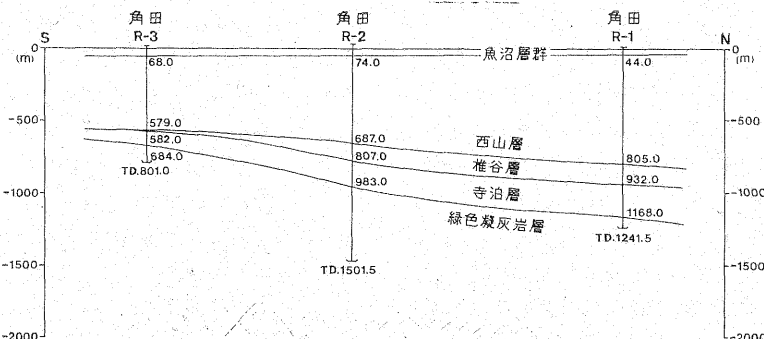 角田
R-3
角田
R-2
角田
R-1
S
N
0
(m)
-500
-1000
-1500
-2000
0
(m)
-500
-1000
-1500
-2000
魚沼層群
68.0
74.0
44.0
579.0
582.0
684.0
TD.801.0
687.0
807.0
983.0
TD.1501.5
805.0
932.0
1168.0
TD.1241.5
西山層
椎谷層
寺泊層
緑色凝灰岩層